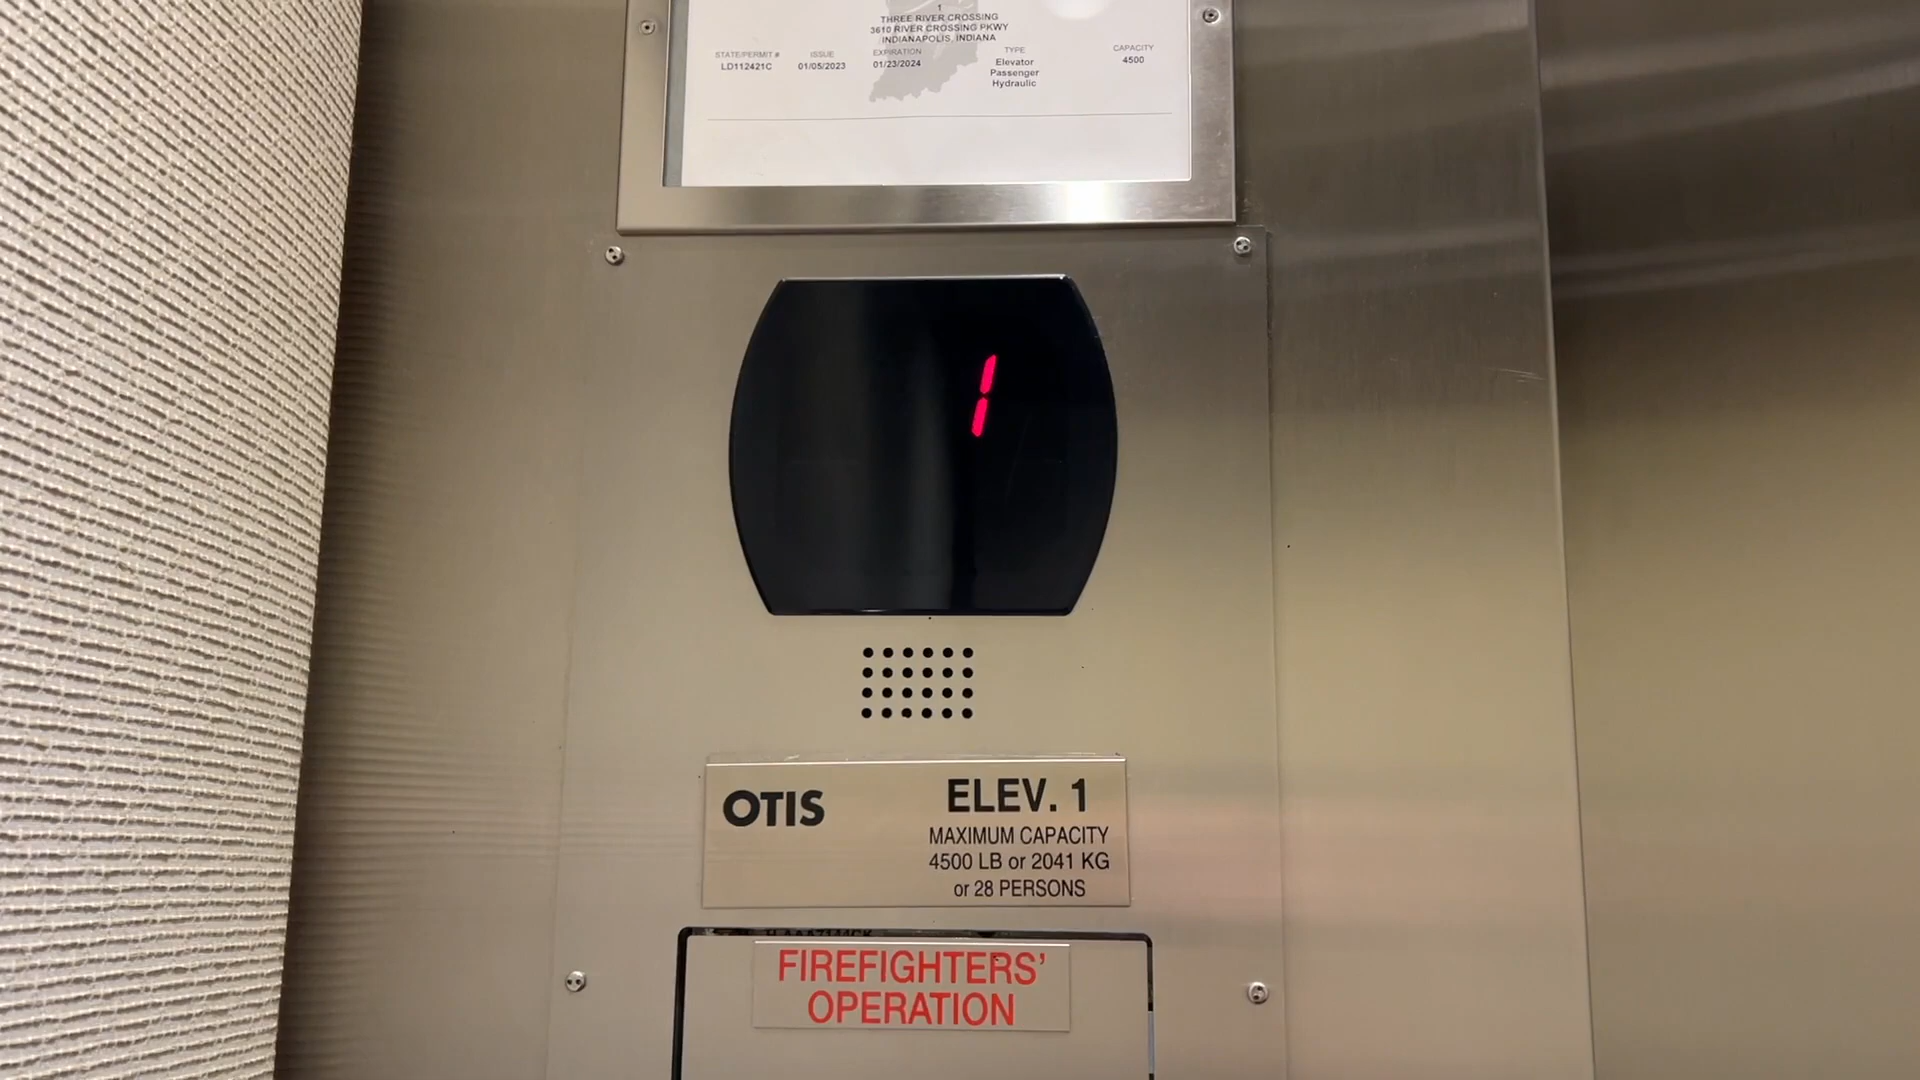 1
THREE RIVER CROSSING
3610 RIVER CROSSING PKWY
INDIANAPOLIS, INDIANA
STATE/PERMIT # ISSUE EXPIRATION TYPE CAPACITY
LD112421C 01/05/2023 01/23/2024 Elevator 4500
Passenger
Hydraulic
1
OTIS ELEV. 1
MAXIMUM CAPACITY
4500 LB or 2041 KG
or 28 PERSONS
FIREFIGHTERS'
OPERATION